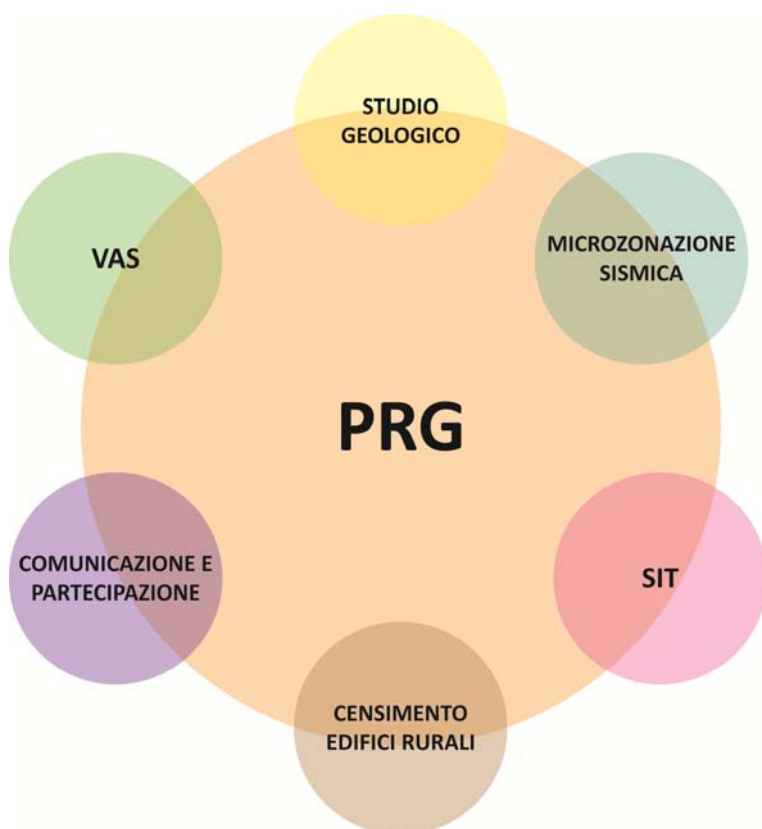 STUDIO
GEOLOGICO
MICROZONAZIONE
SISMICA
VAS
PRG
COMUNICAZIONE E
PARTECIPAZIONE
SIT
CENSIMENTO
EDIFICI RURALI